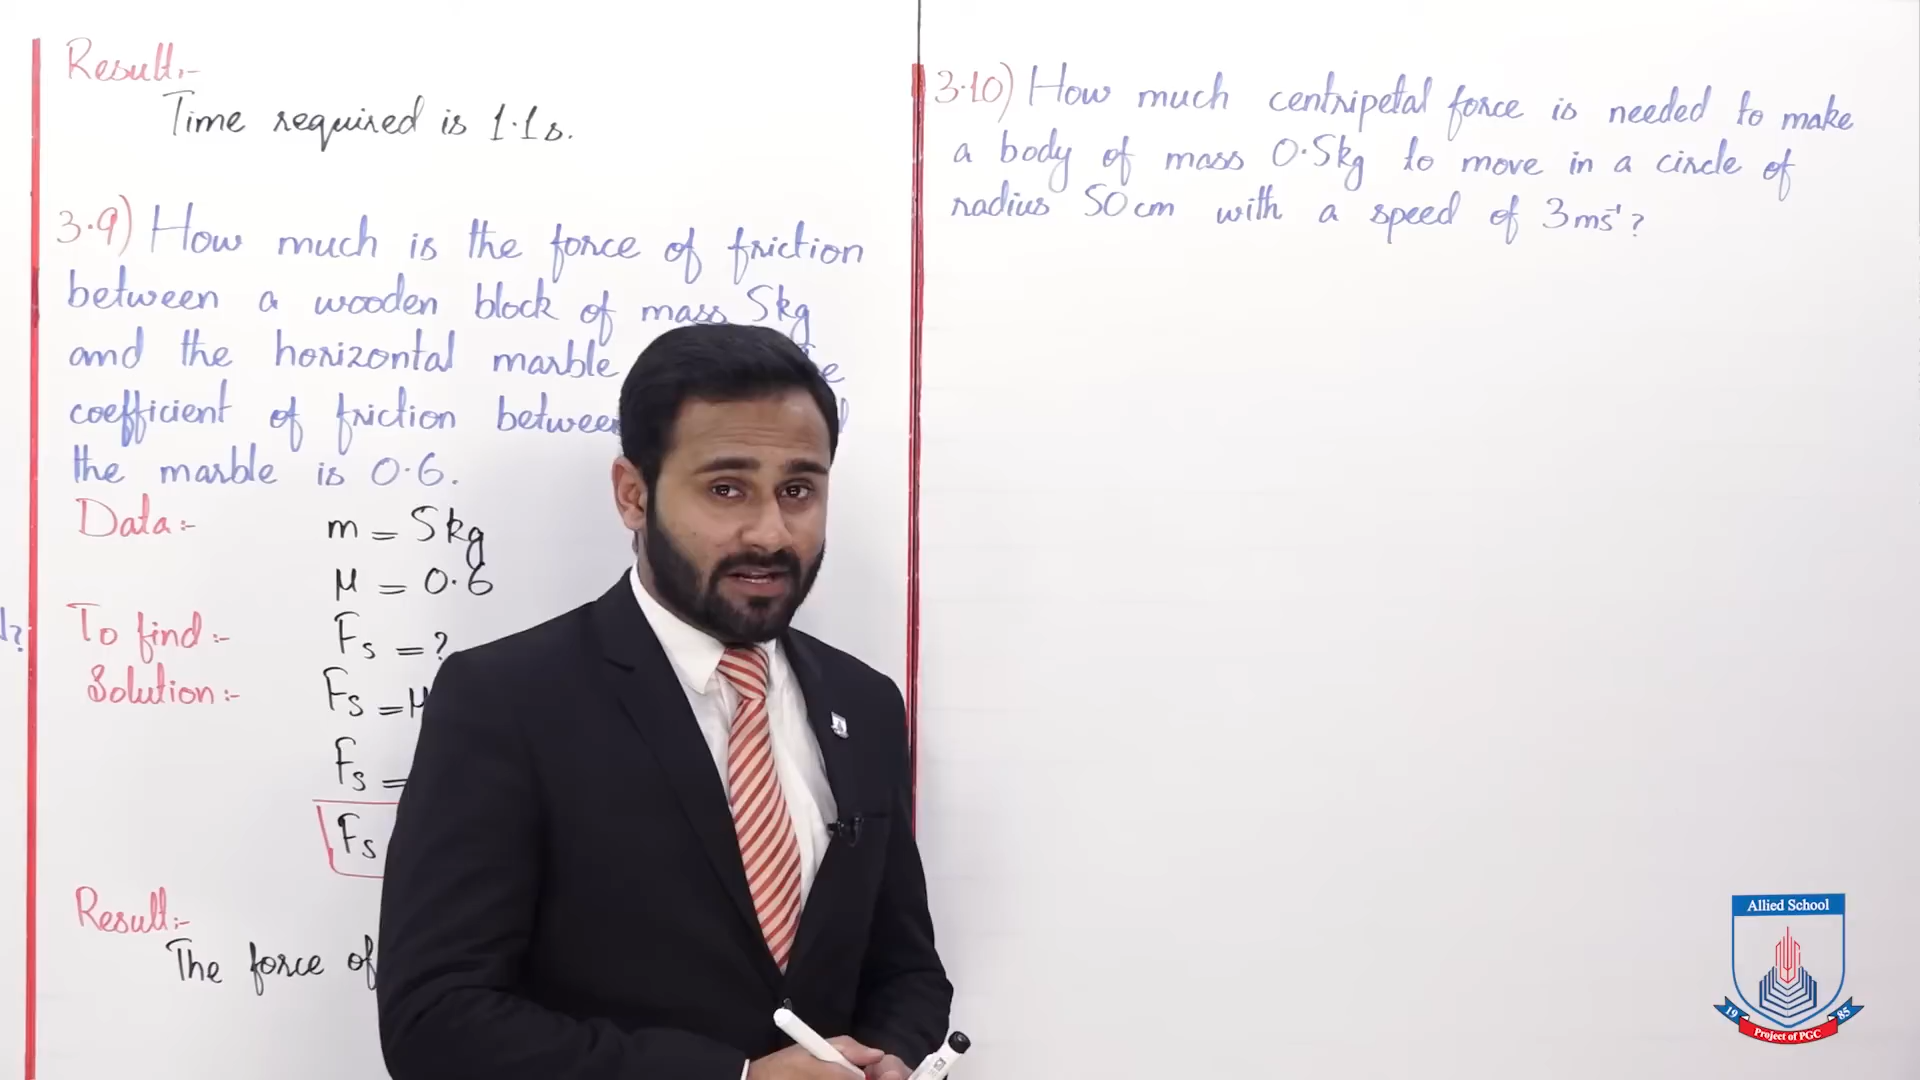 Result:-
Time required is 1.1s.
3.9) How much is the force of friction
between a wooden block of mass 5kg
and the horizontal marble
coefficient of friction between
the marble is 0.6.
Data:- m = 5kg
μ = 0.6
To find:- Fs = ?
Solution:- Fs = μ
Fs =
Fs
Result:-
The force of
3.10) How much centripetal force is needed to make
a body of mass 0.5kg to move in a circle of
radius 50cm with a speed of 3ms⁻¹?
Allied School
19 85
Project of PGC